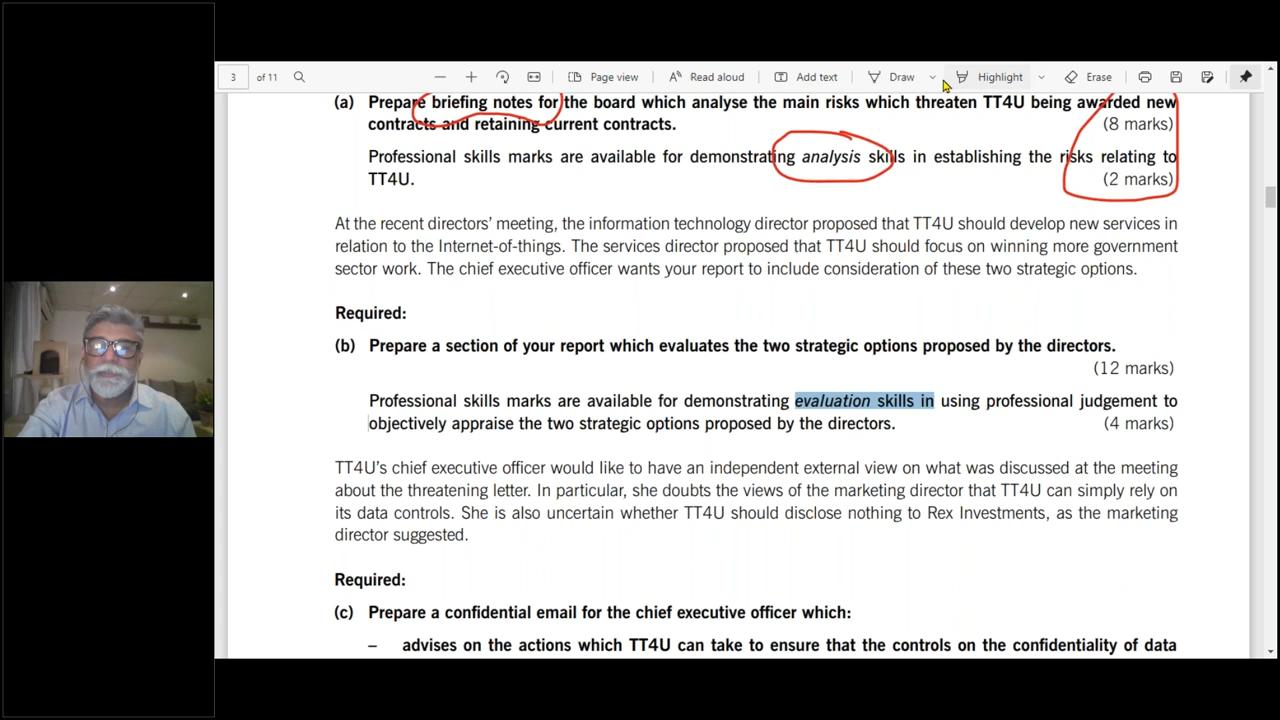 3 of 11 Page view Read aloud Add text Draw Highlight Erase
(a) Prepare briefing notes for the board which analyse the main risks which threaten TT4U being awarded new
contracts and retaining current contracts. (8 marks)
Professional skills marks are available for demonstrating analysis skills in establishing the risks relating to
TT4U. (2 marks)
At the recent directors’ meeting, the information technology director proposed that TT4U should develop new services in
relation to the Internet-of-things. The services director proposed that TT4U should focus on winning more government
sector work. The chief executive officer wants your report to include consideration of these two strategic options.
Required:
(b) Prepare a section of your report which evaluates the two strategic options proposed by the directors.
(12 marks)
Professional skills marks are available for demonstrating evaluation skills in using professional judgement to
objectively appraise the two strategic options proposed by the directors. (4 marks)
TT4U’s chief executive officer would like to have an independent external view on what was discussed at the meeting
about the threatening letter. In particular, she doubts the views of the marketing director that TT4U can simply rely on
its data controls. She is also uncertain whether TT4U should disclose nothing to Rex Investments, as the marketing
director suggested.
Required:
(c) Prepare a confidential email for the chief executive officer which:
– advises on the actions which TT4U can take to ensure that the controls on the confidentiality of data